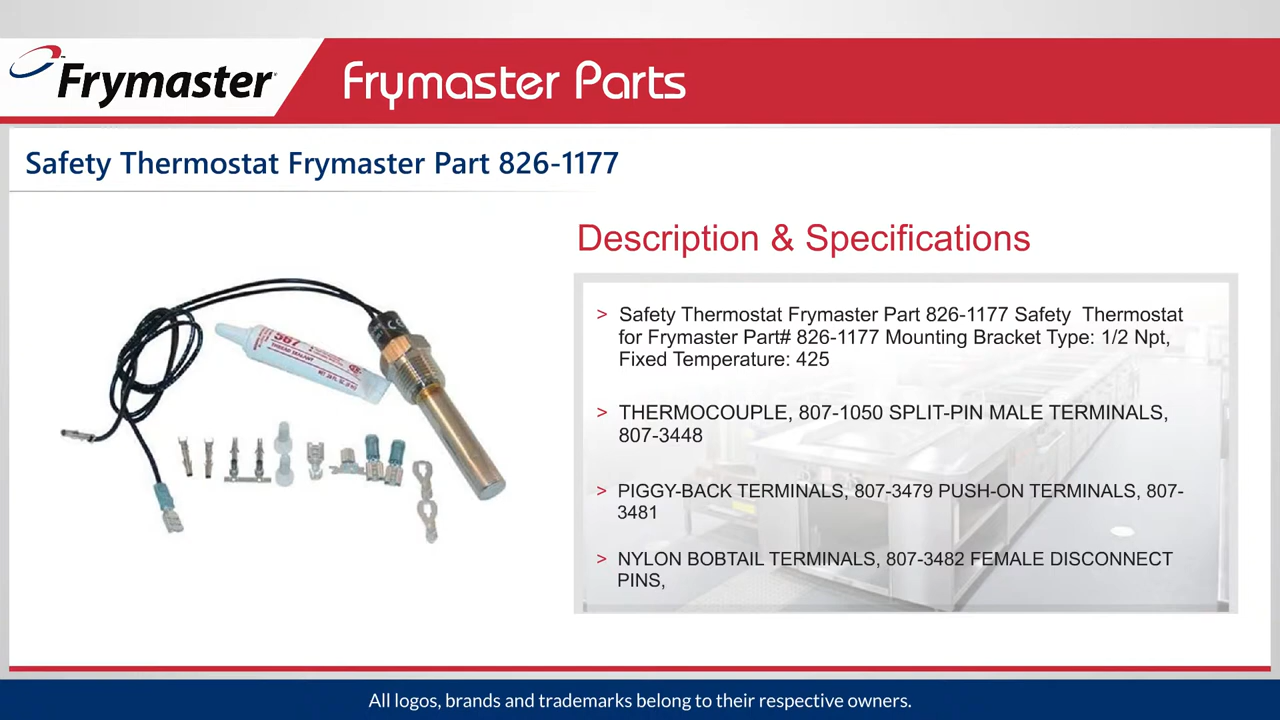 Frymaster
Frymaster Parts
Safety Thermostat Frymaster Part 826-1177
Description & Specifications
> Safety Thermostat Frymaster Part 826-1177 Safety  Thermostat
for Frymaster Part# 826-1177 Mounting Bracket Type: 1/2 Npt,
Fixed Temperature: 425
> THERMOCOUPLE, 807-1050 SPLIT-PIN MALE TERMINALS,
807-3448
> PIGGY-BACK TERMINALS, 807-3479 PUSH-ON TERMINALS, 807-
3481
> NYLON BOBTAIL TERMINALS, 807-3482 FEMALE DISCONNECT
PINS,
567
THREAD SEALANT
All logos, brands and trademarks belong to their respective owners.